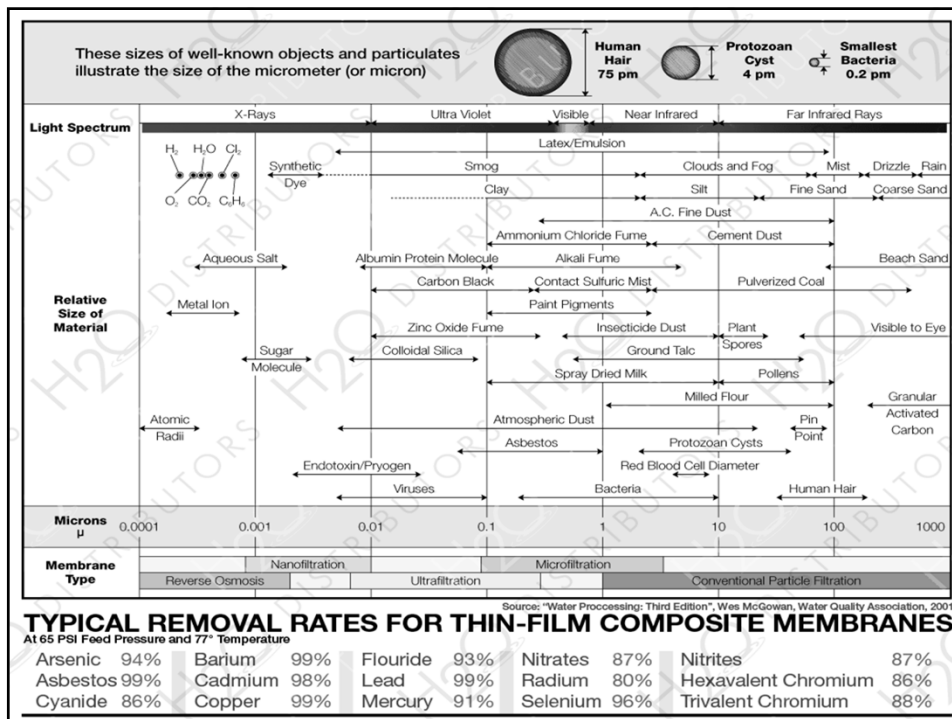 These sizes of well-known objects and particulates
illustrate the size of the micrometer (or micron)
Human
Hair
75 pm
Protozoan
Cyst
4 pm
Smallest
Bacteria
0.2 pm
Light Spectrum
X-Rays
Ultra Violet
Visible
Near Infrared
Far Infrared Rays
Latex/Emulsion
H2 H2O Cl2
O2 CO2 C6H6
Synthetic
Dye
Smog
Clouds and Fog
Mist
Drizzle
Rain
Clay
Silt
Fine Sand
Coarse Sand
A.C. Fine Dust
Ammonium Chloride Fume
Cement Dust
Aqueous Salt
Albumin Protein Molecule
Alkali Fume
Beach Sand
Carbon Black
Contact Sulfuric Mist
Pulverized Coal
Relative
Size of
Material
Metal Ion
Paint Pigments
Zinc Oxide Fume
Insecticide Dust
Plant
Spores
Visible to Eye
Sugar
Molecule
Colloidal Silica
Ground Talc
Spray Dried Milk
Pollens
Milled Flour
Granular
Activated
Carbon
Atomic
Radii
Atmospheric Dust
Pin
Point
Asbestos
Protozoan Cysts
Endotoxin/Pryogen
Red Blood Cell Diameter
Viruses
Bacteria
Human Hair
Microns
μ
0.0001 0.001 0.01 0.1 1 10 100 1000
Membrane
Type
Nanofiltration
Microfiltration
Reverse Osmosis
Ultrafiltration
Conventional Particle Filtration
Source: "Water Proccessing: Third Edition", Wes McGowan, Water Quality Association, 2001
TYPICAL REMOVAL RATES FOR THIN-FILM COMPOSITE MEMBRANES
At 65 PSI Feed Pressure and 77° Temperature
Arsenic 94% Barium 99% Flouride 93% Nitrates 87% Nitrites 87%
Asbestos 99% Cadmium 98% Lead 99% Radium 80% Hexavalent Chromium 86%
Cyanide 86% Copper 99% Mercury 91% Selenium 96% Trivalent Chromium 88%
H2O DISTRIBUTORS